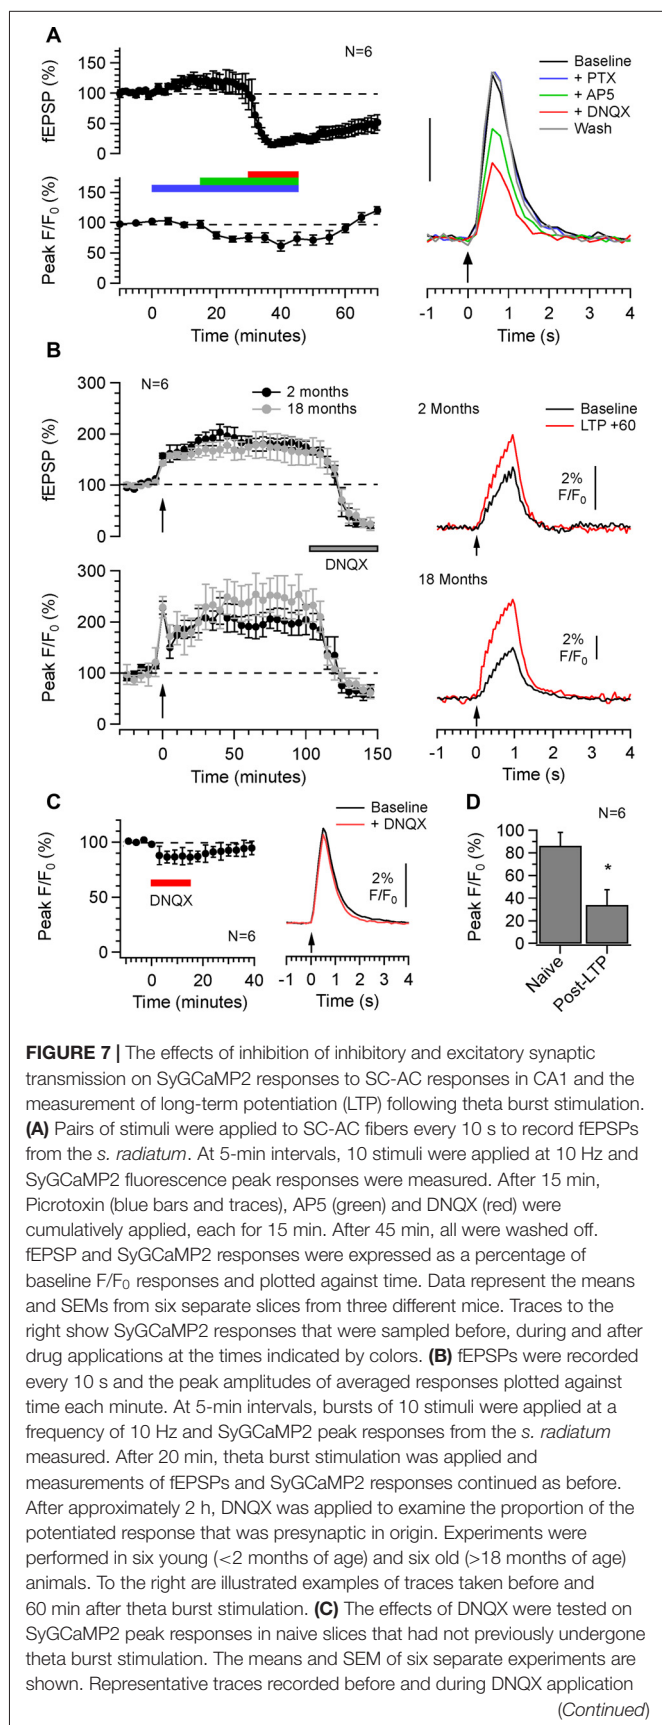 A
N=6
fEPSP (%)
150
100
50
0
Peak F/F0 (%)
150
100
50
0
0 20 40 60
Time (minutes)
Baseline
+ PTX
+ AP5
+ DNQX
Wash
-1 0 1 2 3 4
Time (s)
B
N=6
2 months
18 months
fEPSP (%)
300
200
100
0
DNQX
Peak F/F0 (%)
300
200
100
0
0 50 100 150
Time (minutes)
2 Months
Baseline
LTP +60
2%
F/F0
-1 0 1 2 3 4
18 Months
2%
F/F0
-1 0 1 2 3 4
Time (s)
C
Peak F/F0 (%)
100
50
0
DNQX
N=6
0 20 40
Time (minutes)
Baseline
+ DNQX
2%
F/F0
-1 0 1 2 3 4
Time (s)
D
N=6
Peak F/F0 (%)
100
80
60
40
20
0
*
Naive
Post-LTP
FIGURE 7 | The effects of inhibition of inhibitory and excitatory synaptic
transmission on SyGCaMP2 responses to SC-AC responses in CA1 and the
measurement of long-term potentiation (LTP) following theta burst stimulation.
(A) Pairs of stimuli were applied to SC-AC fibers every 10 s to record fEPSPs
from the s. radiatum. At 5-min intervals, 10 stimuli were applied at 10 Hz and
SyGCaMP2 fluorescence peak responses were measured. After 15 min,
Picrotoxin (blue bars and traces), AP5 (green) and DNQX (red) were
cumulatively applied, each for 15 min. After 45 min, all were washed off.
fEPSP and SyGCaMP2 responses were expressed as a percentage of
baseline F/F0 responses and plotted against time. Data represent the means
and SEMs from six separate slices from three different mice. Traces to the
right show SyGCaMP2 responses that were sampled before, during and after
drug applications at the times indicated by colors. (B) fEPSPs were recorded
every 10 s and the peak amplitudes of averaged responses plotted against
time each minute. At 5-min intervals, bursts of 10 stimuli were applied at a
frequency of 10 Hz and SyGCaMP2 peak responses from the s. radiatum
measured. After 20 min, theta burst stimulation was applied and
measurements of fEPSPs and SyGCaMP2 responses continued as before.
After approximately 2 h, DNQX was applied to examine the proportion of the
potentiated response that was presynaptic in origin. Experiments were
performed in six young (<2 months of age) and six old (>18 months of age)
animals. To the right are illustrated examples of traces taken before and
60 min after theta burst stimulation. (C) The effects of DNQX were tested on
SyGCaMP2 peak responses in naive slices that had not previously undergone
theta burst stimulation. The means and SEM of six separate experiments are
shown. Representative traces recorded before and during DNQX application
(Continued)